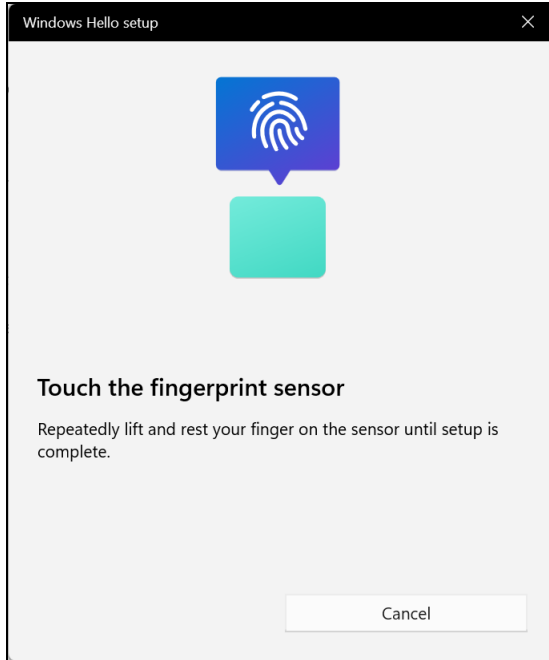 Windows Hello setup
Touch the fingerprint sensor
Repeatedly lift and rest your finger on the sensor until setup is
complete.
Cancel